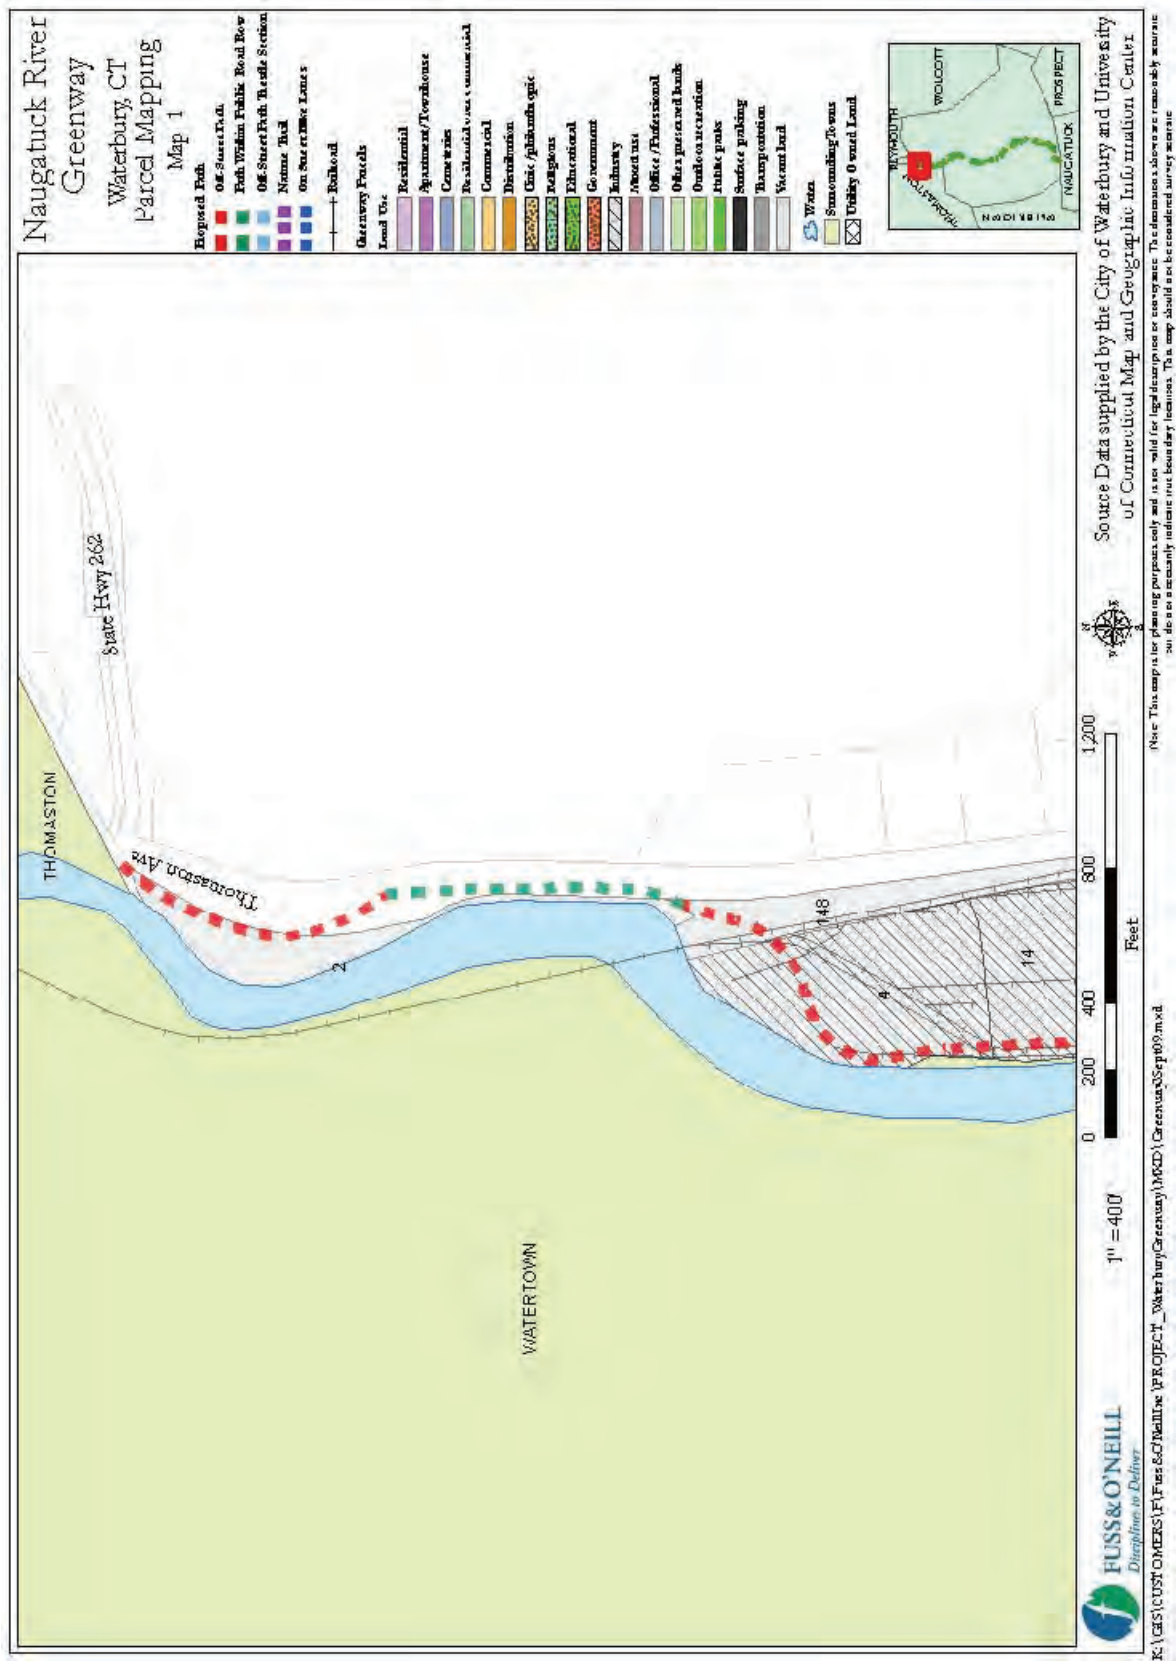 Naugatuck River
Greenway
Waterbury, CT
Parcel Mapping
Map 1
Proposed Path
Off-Street Path
Path Within Public Road Row
Off-Street Path Trestle Section
Nature Trail
On Street Bike Lanes
Railroad
Greenway Parcels
Land Use
Residential
Apartment/Townhouse
Cemeteries
Commercial
Distribution
Civic/philanthropic
Religious
Educational
Government
Industry
Mixed use
Office/Professional
Other preserved lands
Outdoor recreation
Public parks
Surface parking
Transportation
Vacant land
Water
Surrounding Towns
Utility Owned Land
PLYMOUTH
THOMASTON
WOLCOTT
PROSPECT
NAUGATUCK
THOMASTON
State Hwy 262
Thomaston Ave
2
148
4
14
WATERTOWN
FUSS&O'NEILL
Disciplines to Deliver
1" = 400'
0 200 400 800 1200
Feet
N
Source Data supplied by the City of Waterbury and University
of Connecticut Map and Geographic Information Center